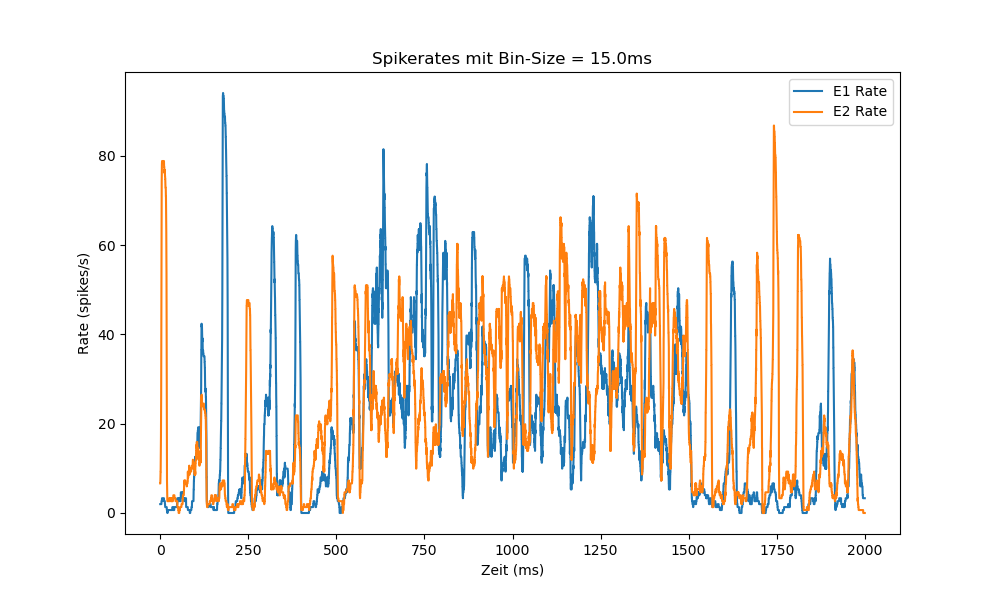 Spikerates mit Bin-Size = 15.0ms
E1 Rate
E2 Rate
Rate (spikes/s)
80
60
40
20
0
0 250 500 750 1000 1250 1500 1750 2000
Zeit (ms)